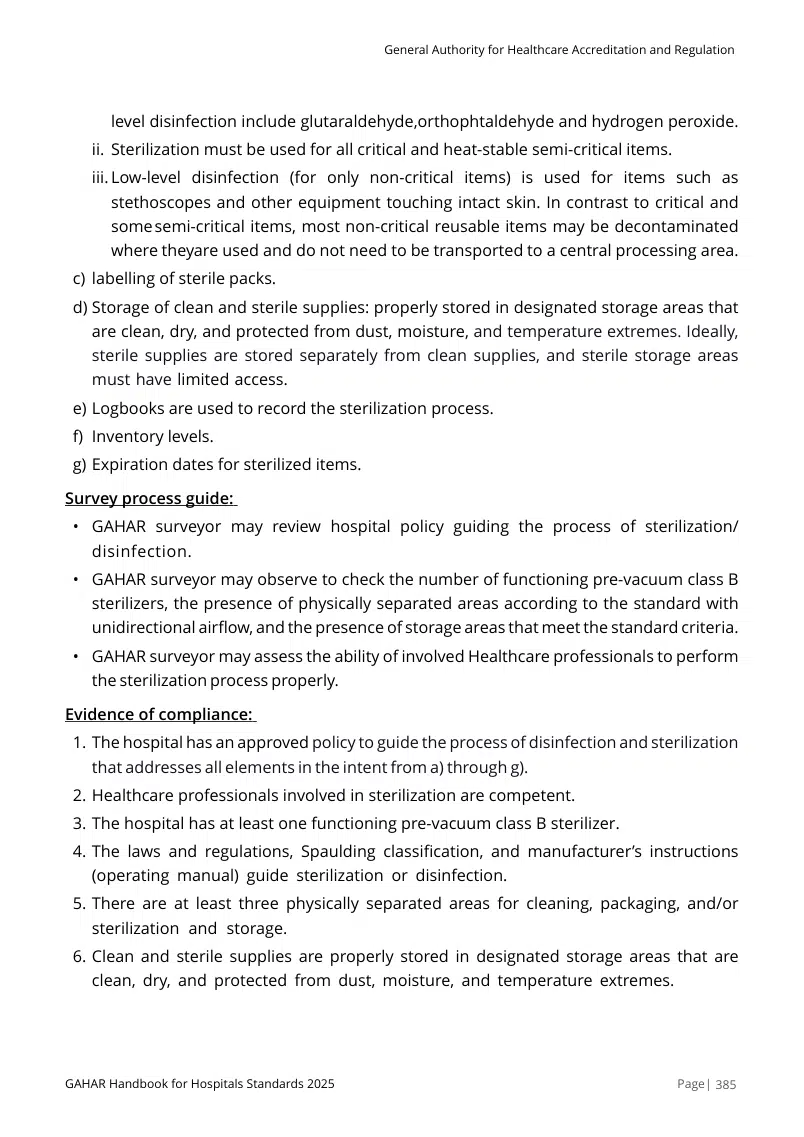 General Authority for Healthcare Accreditation and Regulation
level disinfection include glutaraldehyde,orthophtaldehyde and hydrogen peroxide.
ii. Sterilization must be used for all critical and heat-stable semi-critical items.
iii. Low-level disinfection (for only non-critical items) is used for items such as
stethoscopes and other equipment touching intact skin. In contrast to critical and
some semi-critical items, most non-critical reusable items may be decontaminated
where theyare used and do not need to be transported to a central processing area.
c) labelling of sterile packs.
d) Storage of clean and sterile supplies: properly stored in designated storage areas that
are clean, dry, and protected from dust, moisture, and temperature extremes. Ideally,
sterile supplies are stored separately from clean supplies, and sterile storage areas
must have limited access.
e) Logbooks are used to record the sterilization process.
f) Inventory levels.
g) Expiration dates for sterilized items.
Survey process guide:
• GAHAR surveyor may review hospital policy guiding the process of sterilization/
disinfection.
• GAHAR surveyor may observe to check the number of functioning pre-vacuum class B
sterilizers, the presence of physically separated areas according to the standard with
unidirectional airflow, and the presence of storage areas that meet the standard criteria.
• GAHAR surveyor may assess the ability of involved Healthcare professionals to perform
the sterilization process properly.
Evidence of compliance:
1. The hospital has an approved policy to guide the process of disinfection and sterilization
that addresses all elements in the intent from a) through g).
2. Healthcare professionals involved in sterilization are competent.
3. The hospital has at least one functioning pre-vacuum class B sterilizer.
4. The laws and regulations, Spaulding classification, and manufacturer’s instructions
(operating manual) guide sterilization or disinfection.
5. There are at least three physically separated areas for cleaning, packaging, and/or
sterilization and storage.
6. Clean and sterile supplies are properly stored in designated storage areas that are
clean, dry, and protected from dust, moisture, and temperature extremes.
GAHAR Handbook for Hospitals Standards 2025 Page| 385